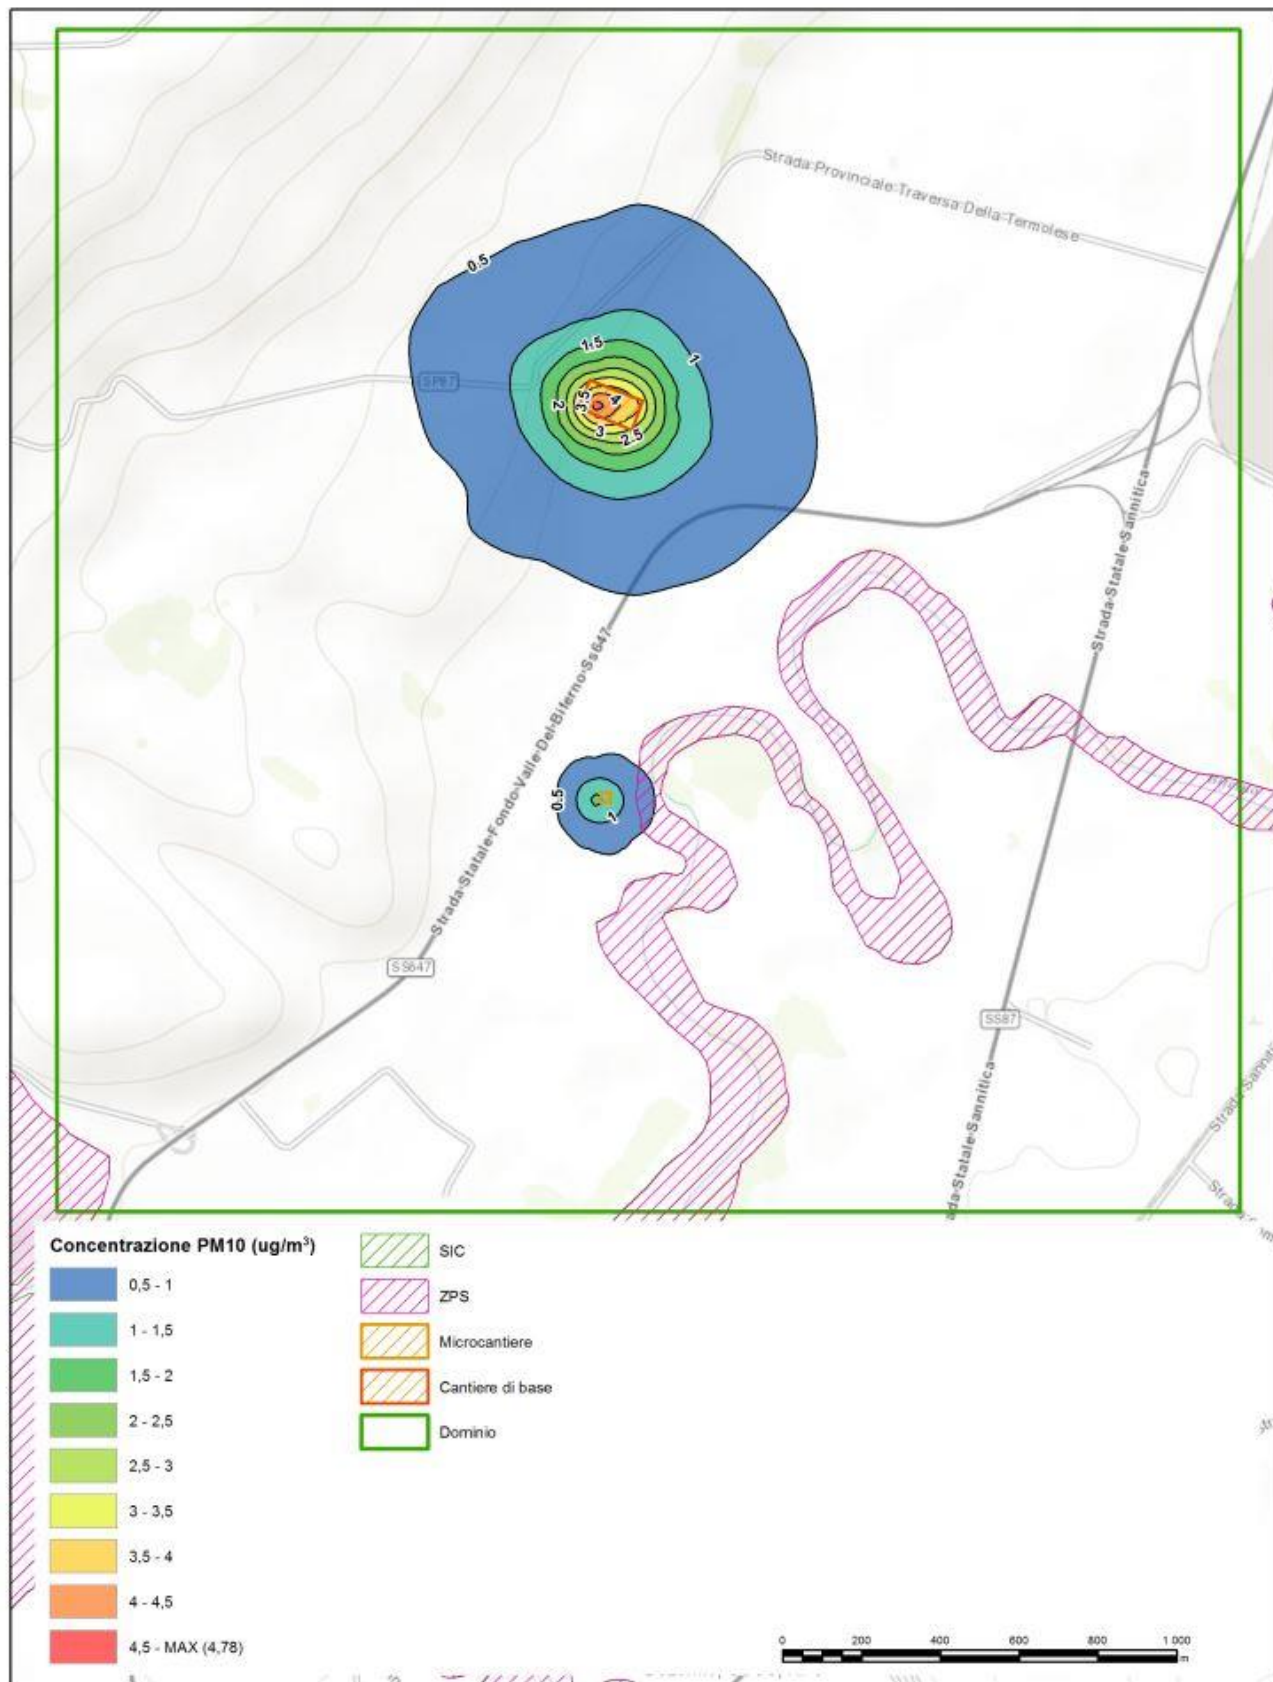 Strada Provinciale Traversa Della Termolese
0.5
1.5
1
SP87
2
3.5
4
3
2.5
Strada Statale Sannitica
Strada Statale Fondo Valle Del Biferno Ss647
0.5
1
SS647
SS87
ada Statale Sannitica
Strada Sannitic
Strada Com
Concentrazione PM10 (ug/m³)
0,5 - 1
1 - 1,5
1,5 - 2
2 - 2,5
2,5 - 3
3 - 3,5
3,5 - 4
4 - 4,5
4,5 - MAX (4,78)
SIC
ZPS
Microcantiere
Cantiere di base
Dominio
0 200 400 600 800 1 000
m